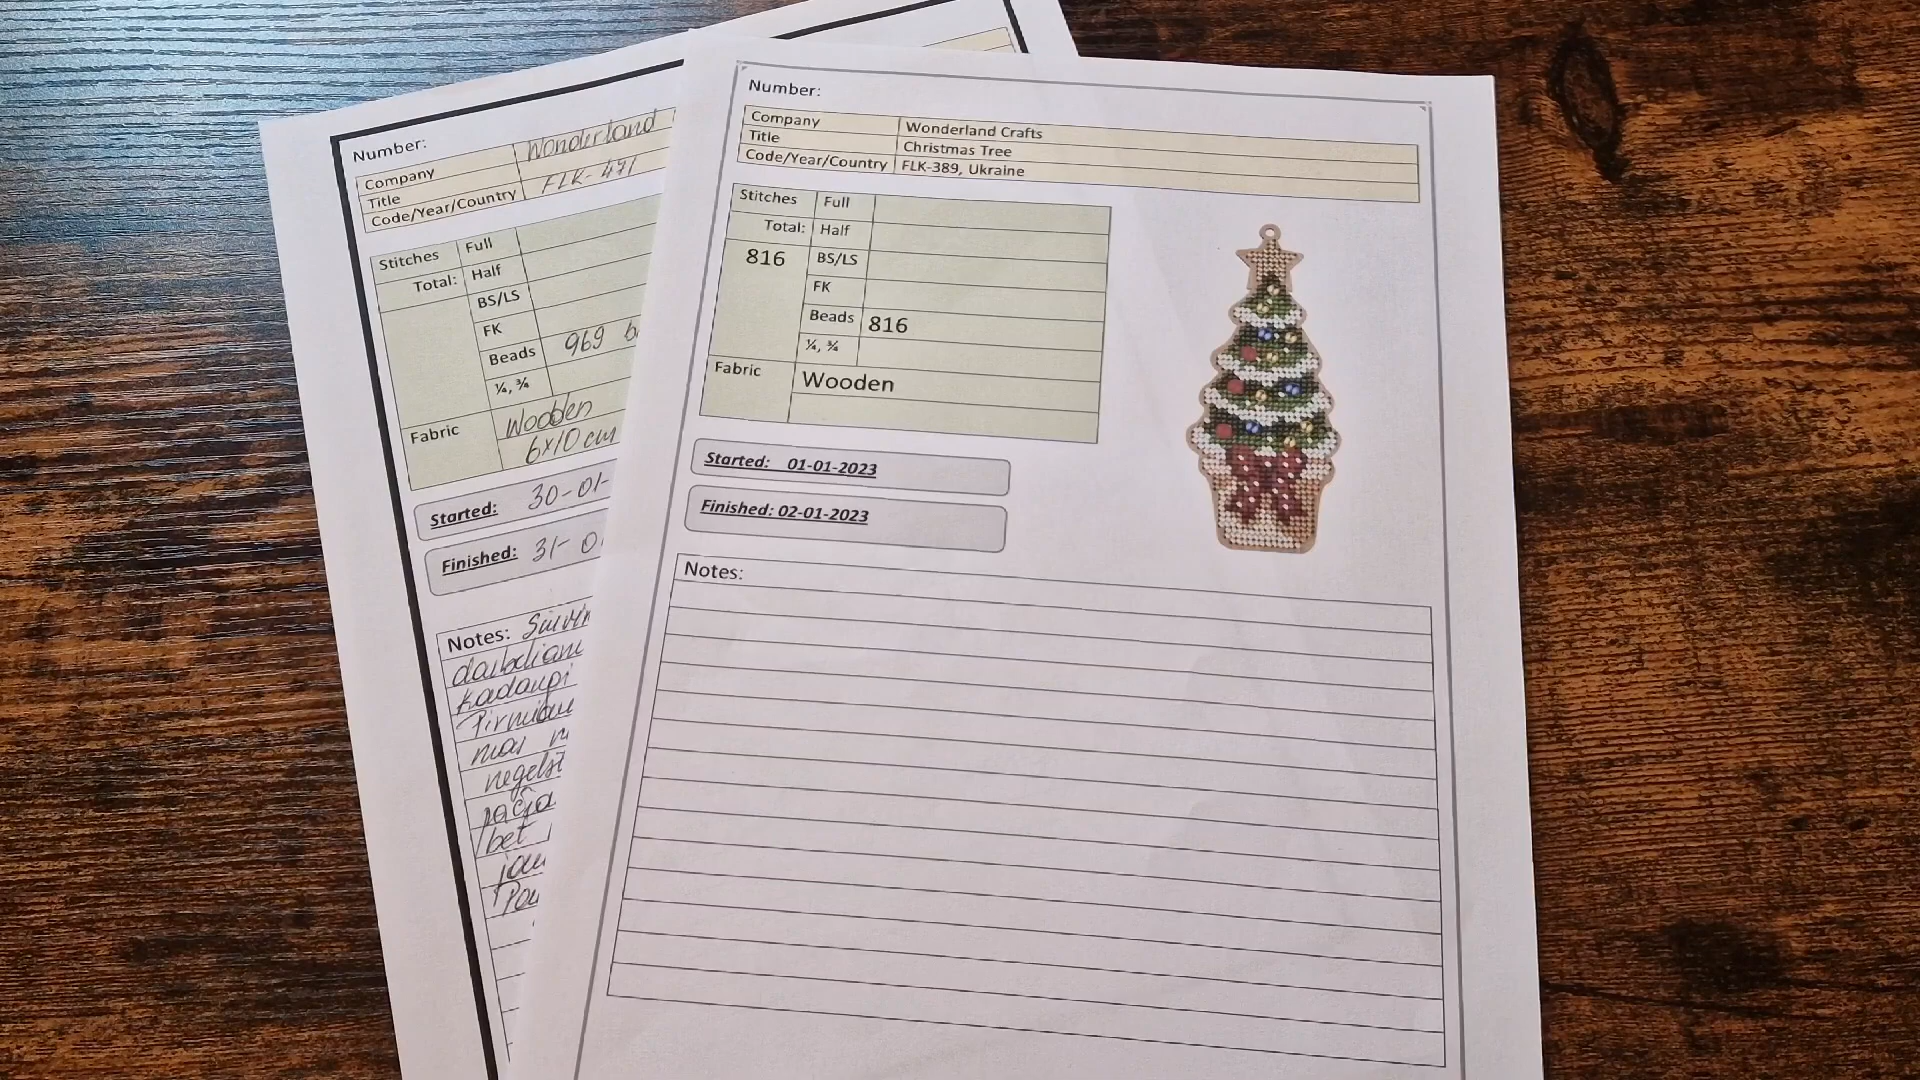 Number:
Company Wonderland
Title
Code/Year/Country FLK-471
Stitches Full
Total: Half
BS/LS
FK
Beads 969
¼, ¾
Fabric Wooden
6x10 cm
Started: 30-01-
Finished: 31-
Notes:
kadangi
bet
Number:
Company Wonderland Crafts
Title Christmas Tree
Code/Year/Country FLK-389, Ukraine
Stitches Full
Total: Half
816 BS/LS
FK
Beads 816
¼, ¾
Fabric Wooden
Started: 01-01-2023
Finished: 02-01-2023
Notes: